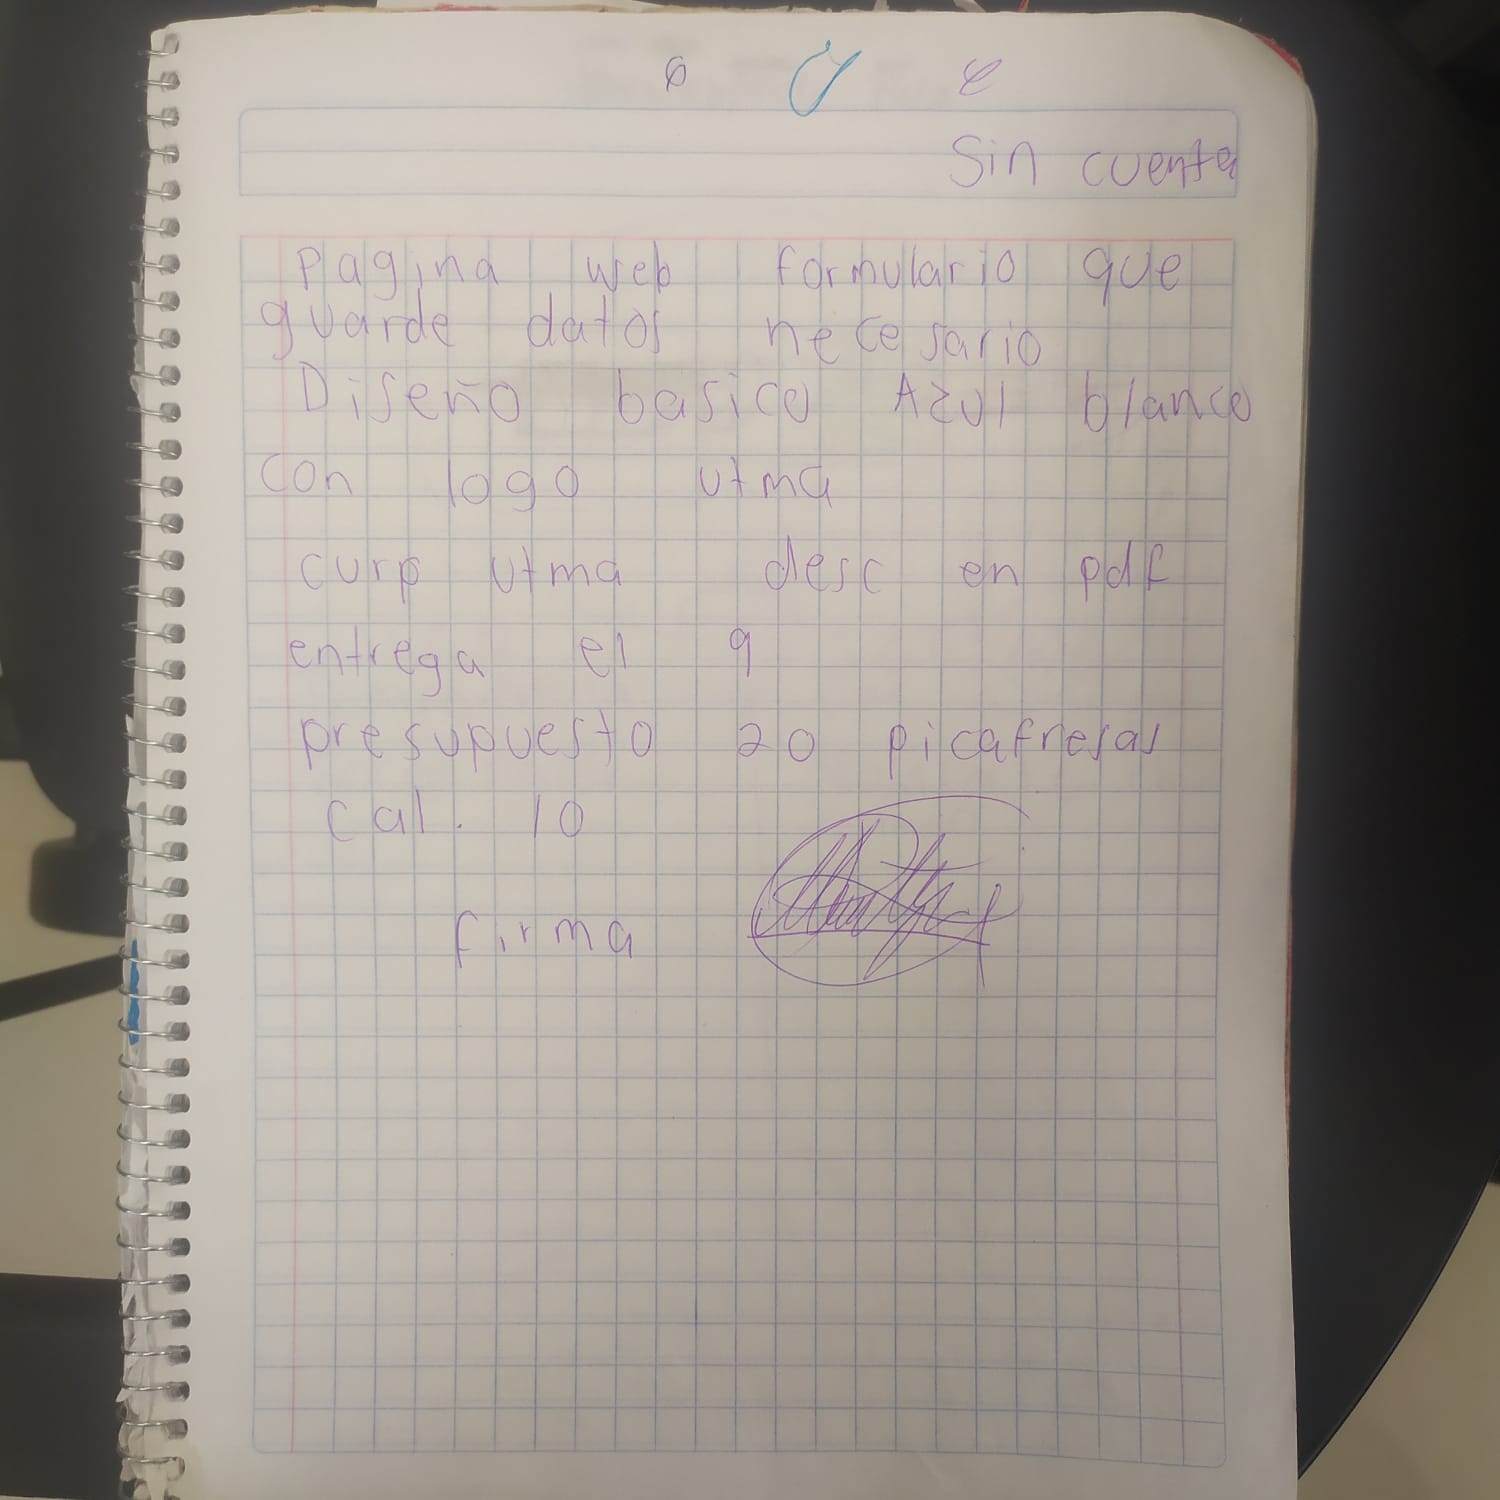 Sin cuenta
pagina web formulario que
guarde datos necesario
Diseño basico Azul blanco
con logo utma
curp utma desc en pdf
entrega el 9
presupuesto 20 picafresas
cal. 10
firma